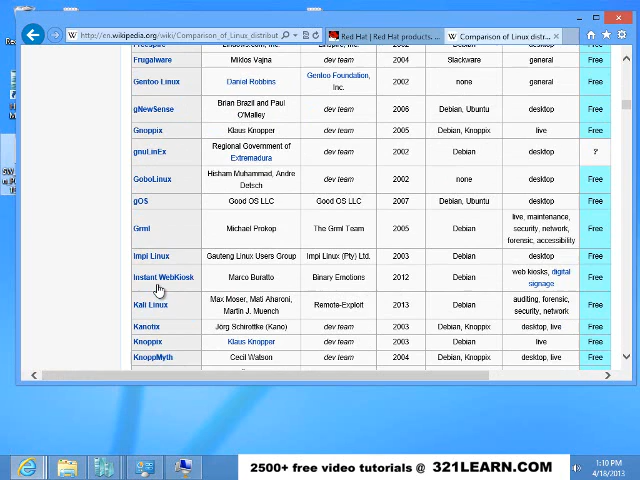 http://en.wikipedia.org/wiki/Comparison_of_Linux_distribut
Red Hat | Red Hat products. ...
Comparison of Linux distr...
Freespire Lindows.com, Inc. Linspire, Inc. 2002 Debian desktop Free
Frugalware Miklos Vajna dev team 2004 Slackware general Free
Gentoo Linux Daniel Robbins Gentoo Foundation, Inc. 2002 none general Free
gNewSense Brian Brazil and Paul O'Malley dev team 2006 Debian, Ubuntu desktop Free
Gnoppix Klaus Knopper dev team 2005 Debian, Knoppix live Free
gnuLinEx Regional Government of Extremadura dev team 2002 Debian desktop ?
GoboLinux Hisham Muhammad, Andre Detsch dev team 2002 none desktop Free
gOS Good OS LLC Good OS LLC 2007 Debian, Ubuntu desktop Free
Grml Michael Prokop The Grml Team 2005 Debian live, maintenance, security, network, forensic, accessibility Free
Impi Linux Gauteng Linux Users Group Impi Linux (Pty) Ltd. 2003 Debian desktop Free
Instant WebKiosk Marco Buratto Binary Emotions 2012 Debian web kiosks, digital signage Free
Kali Linux Max Moser, Mati Aharoni, Martin J. Muench Remote-Exploit 2013 Debian auditing, forensic, security, network Free
Kanotix Jörg Schirottke (Kano) dev team 2003 Debian, Knoppix desktop, live Free
Knoppix Klaus Knopper dev team 2003 Debian live Free
KnoppMyth Cecil Watson dev team 2004 Debian, Knoppix desktop, live Free
2500+ free video tutorials @ 321LEARN.COM
1:10 PM
4/18/2013